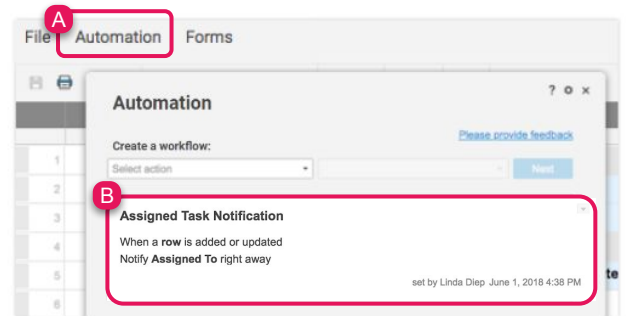 A
File Automation Forms
Automation
? ×
Please provide feedback
Create a workflow:
Select action
Next
1
2
B
Assigned Task Notification
3
When a row is added or updated
4
Notify Assigned To right away
5
te
set by Linda Diep June 1, 2018 4:38 PM
6